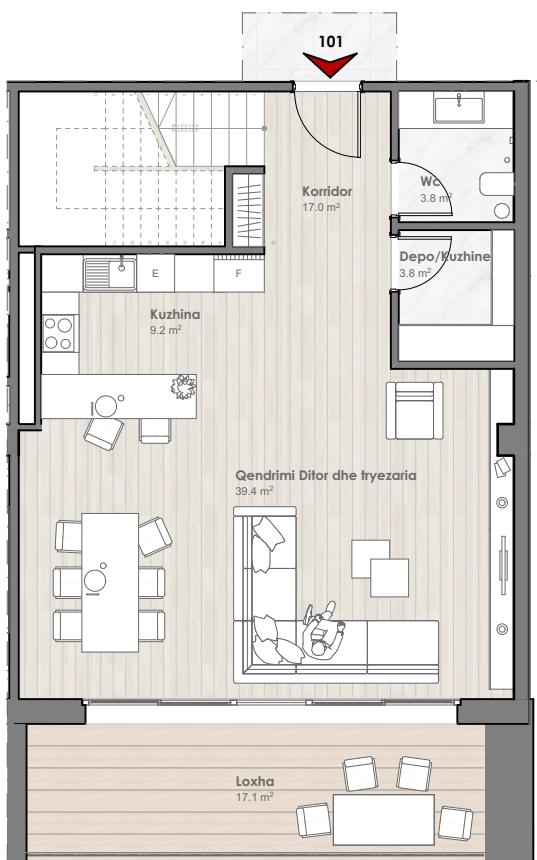 101
Korridor
17.0 m²
Wc
3.8 m²
Depo/Kuzhine
3.8 m²
E
F
Kuzhina
9.2 m²
Qendrimi Ditor dhe tryezaria
39.4 m²
Loxha
17.1 m²